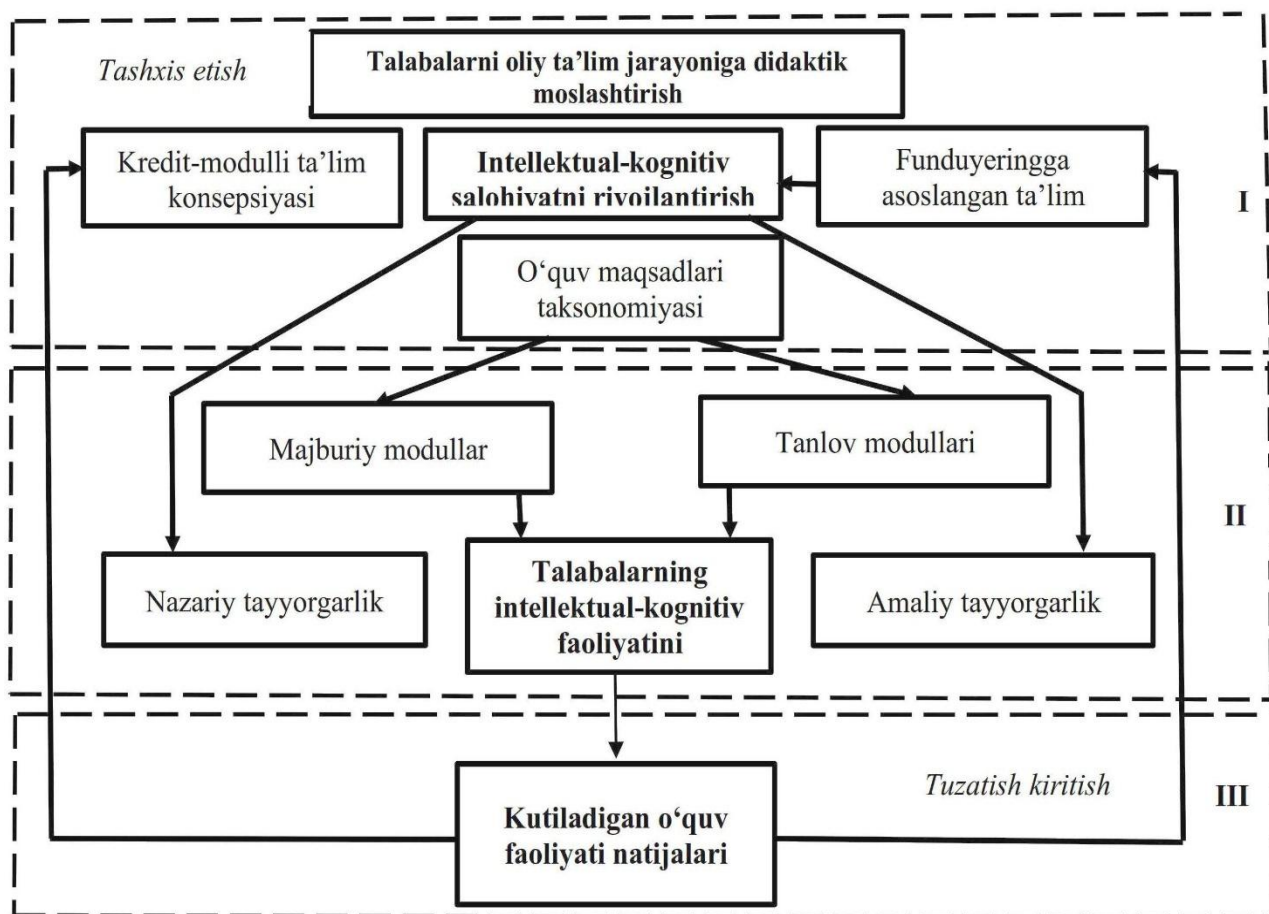 Tashxis etish
Talabalarni oliy ta’lim jarayoniga didaktik
moslashtirish
Kredit-modulli ta’lim
konsepsiyasi
Intellektual-kognitiv
salohiyatni rivojlantirish
Funduyeringga
asoslangan ta’lim
I
O‘quv maqsadlari
taksonomiyasi
Majburiy modullar
Tanlov modullari
II
Nazariy tayyorgarlik
Talabalarning
intellektual-kognitiv
faoliyatini
Amaliy tayyorgarlik
Tuzatish kiritish
III
Kutiladigan o‘quv
faoliyati natijalari